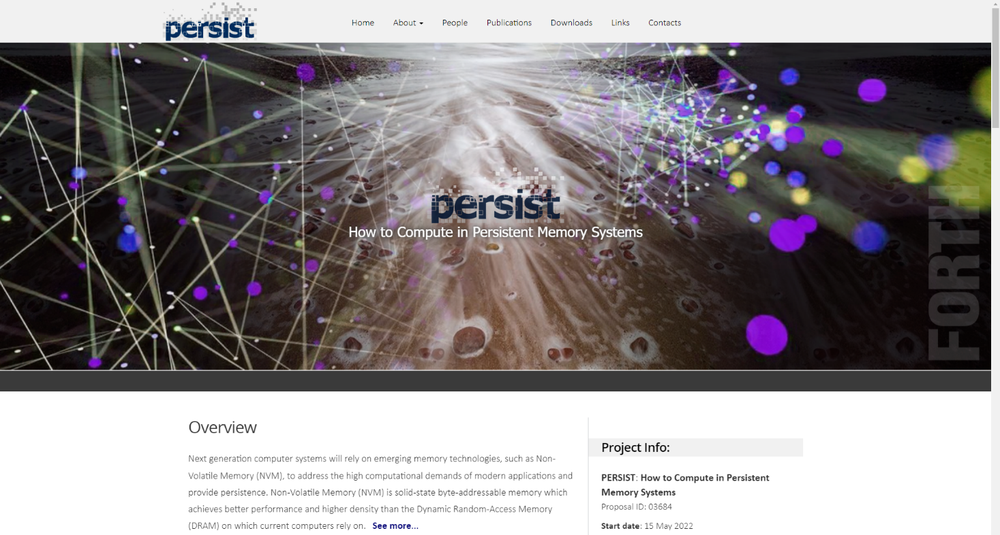 persist
Home About People Publications Downloads Links Contacts
persist
How to Compute in Persistent Memory Systems
FORTH
Overview
Next generation computer systems will rely on emerging memory technologies, such as Non-
Volatile Memory (NVM), to address the high computational demands of modern applications and
provide persistence. Non-Volatile Memory (NVM) is solid-state byte-addressable memory which
achieves better performance and higher density than the Dynamic Random-Access Memory
(DRAM) on which current computers rely on. See more...
Project Info:
PERSIST: How to Compute in Persistent
Memory Systems
Proposal ID: 03684
Start date: 15 May 2022